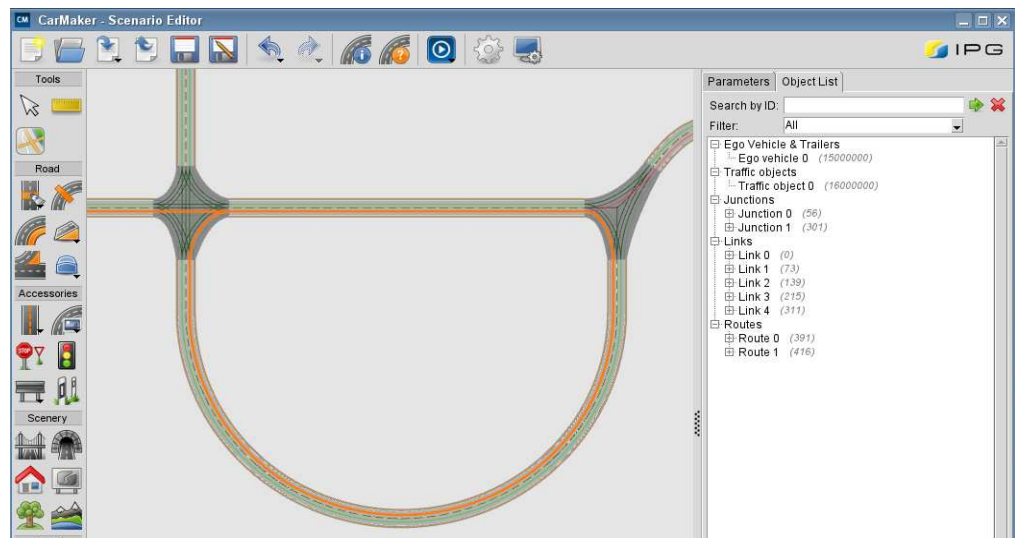 CM CarMaker - Scenario Editor
IPG
Tools
Road
Accessories
STOP
Scenery
Parameters Object List
Search by ID:
Filter: All
Ego Vehicle & Trailers
Ego vehicle 0 (15000000)
Traffic objects
Traffic object 0 (16000000)
Junctions
Junction 0 (56)
Junction 1 (301)
Links
Link 0 (0)
Link 1 (73)
Link 2 (139)
Link 3 (215)
Link 4 (311)
Routes
Route 0 (391)
Route 1 (416)